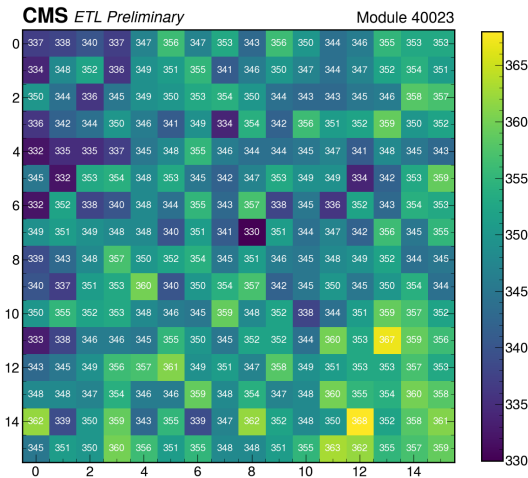 CMS ETL Preliminary Module 40023
0 337 338 340 337 347 356 347 353 343 356 350 344 346 355 353 353
334 348 352 336 349 351 355 341 346 350 347 344 347 352 354 351 365
2 350 344 336 345 349 350 353 354 350 344 343 343 345 346 358 357
336 342 344 350 346 341 349 334 354 342 356 351 352 359 350 352 360
4 332 335 335 337 345 348 355 346 344 344 345 347 341 348 345 343
345 332 353 354 348 353 345 342 347 353 349 349 334 342 353 359 355
6 332 352 338 340 348 344 355 343 357 338 345 336 352 343 354 353
349 351 349 348 348 340 351 341 330 351 344 347 342 356 345 355 350
8 339 343 348 357 350 352 354 345 351 346 348 348 349 352 344 345
340 337 351 353 360 340 350 354 357 342 345 350 345 350 354 344 345
10 350 355 352 353 348 346 345 359 348 352 338 344 351 359 357 352
333 338 346 346 345 355 350 345 352 352 344 360 353 367 359 356 340
12 343 345 349 356 357 361 349 351 347 358 349 351 353 353 360 357
348 348 347 354 346 346 359 348 354 348 353 360 355 354 360 358 335
14 362 339 350 359 343 355 339 347 362 352 348 350 368 352 358 361
345 351 350 360 356 353 351 355 348 348 351 363 362 355 357 359 330
0 2 4 6 8 10 12 14